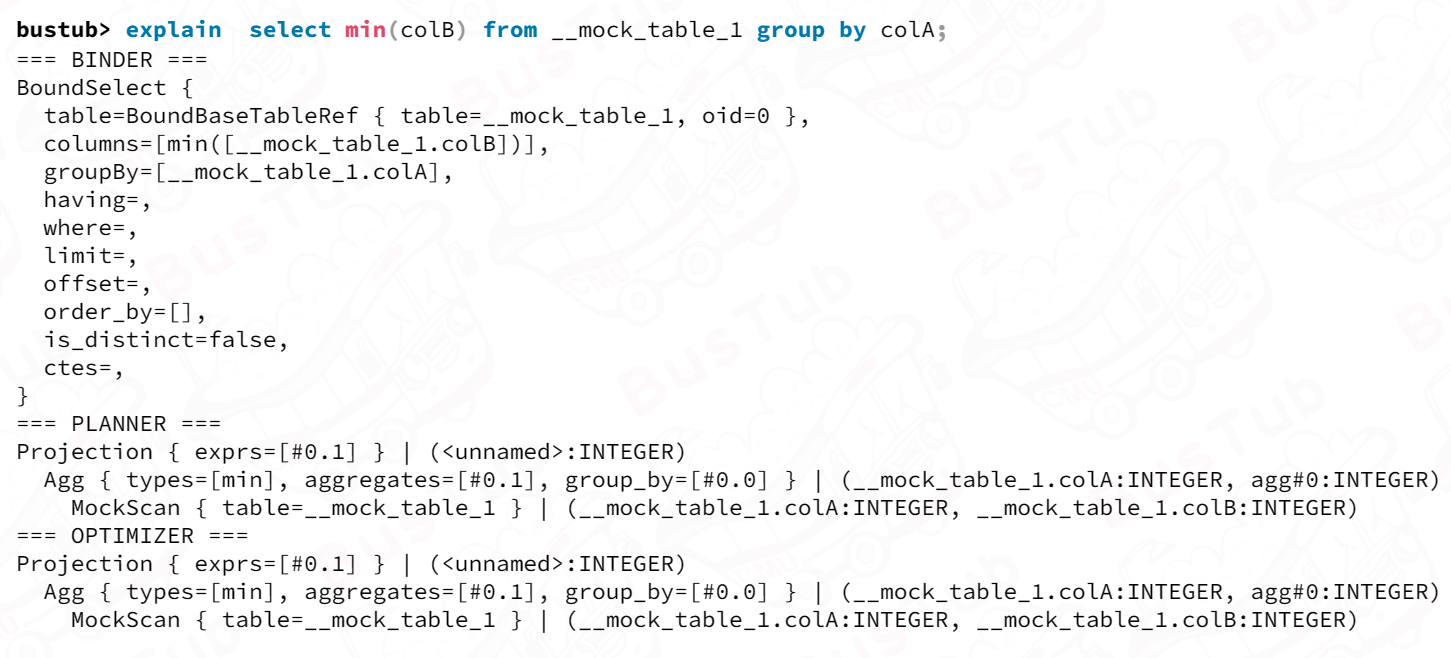 bustub> explain  select min(colB) from __mock_table_1 group by colA;
=== BINDER ===
BoundSelect {
  table=BoundBaseTableRef { table=__mock_table_1, oid=0 },
  columns=[min([__mock_table_1.colB])],
  groupBy=[__mock_table_1.colA],
  having=,
  where=,
  limit=,
  offset=,
  order_by=[],
  is_distinct=false,
  ctes=,
}
=== PLANNER ===
Projection { exprs=[#0.1] } | (<unnamed>:INTEGER)
  Agg { types=[min], aggregates=[#0.1], group_by=[#0.0] } | (__mock_table_1.colA:INTEGER, agg#0:INTEGER)
    MockScan { table=__mock_table_1 } | (__mock_table_1.colA:INTEGER, __mock_table_1.colB:INTEGER)
=== OPTIMIZER ===
Projection { exprs=[#0.1] } | (<unnamed>:INTEGER)
  Agg { types=[min], aggregates=[#0.1], group_by=[#0.0] } | (__mock_table_1.colA:INTEGER, agg#0:INTEGER)
    MockScan { table=__mock_table_1 } | (__mock_table_1.colA:INTEGER, __mock_table_1.colB:INTEGER)